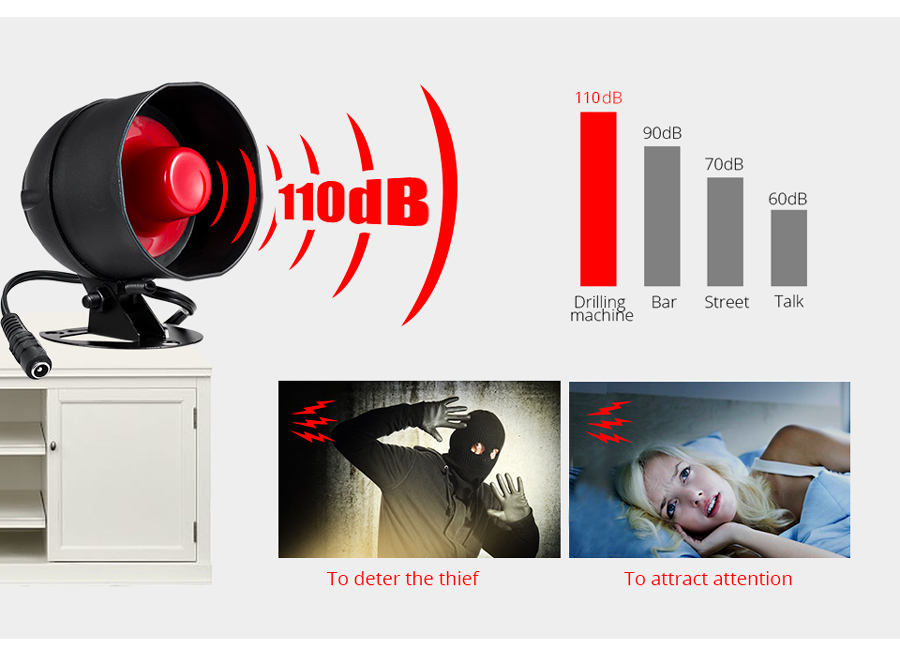 110dB
110dB
90dB
70dB
60dB
Drilling
machine
Bar
Street
Talk
To deter the thief
To attract attention